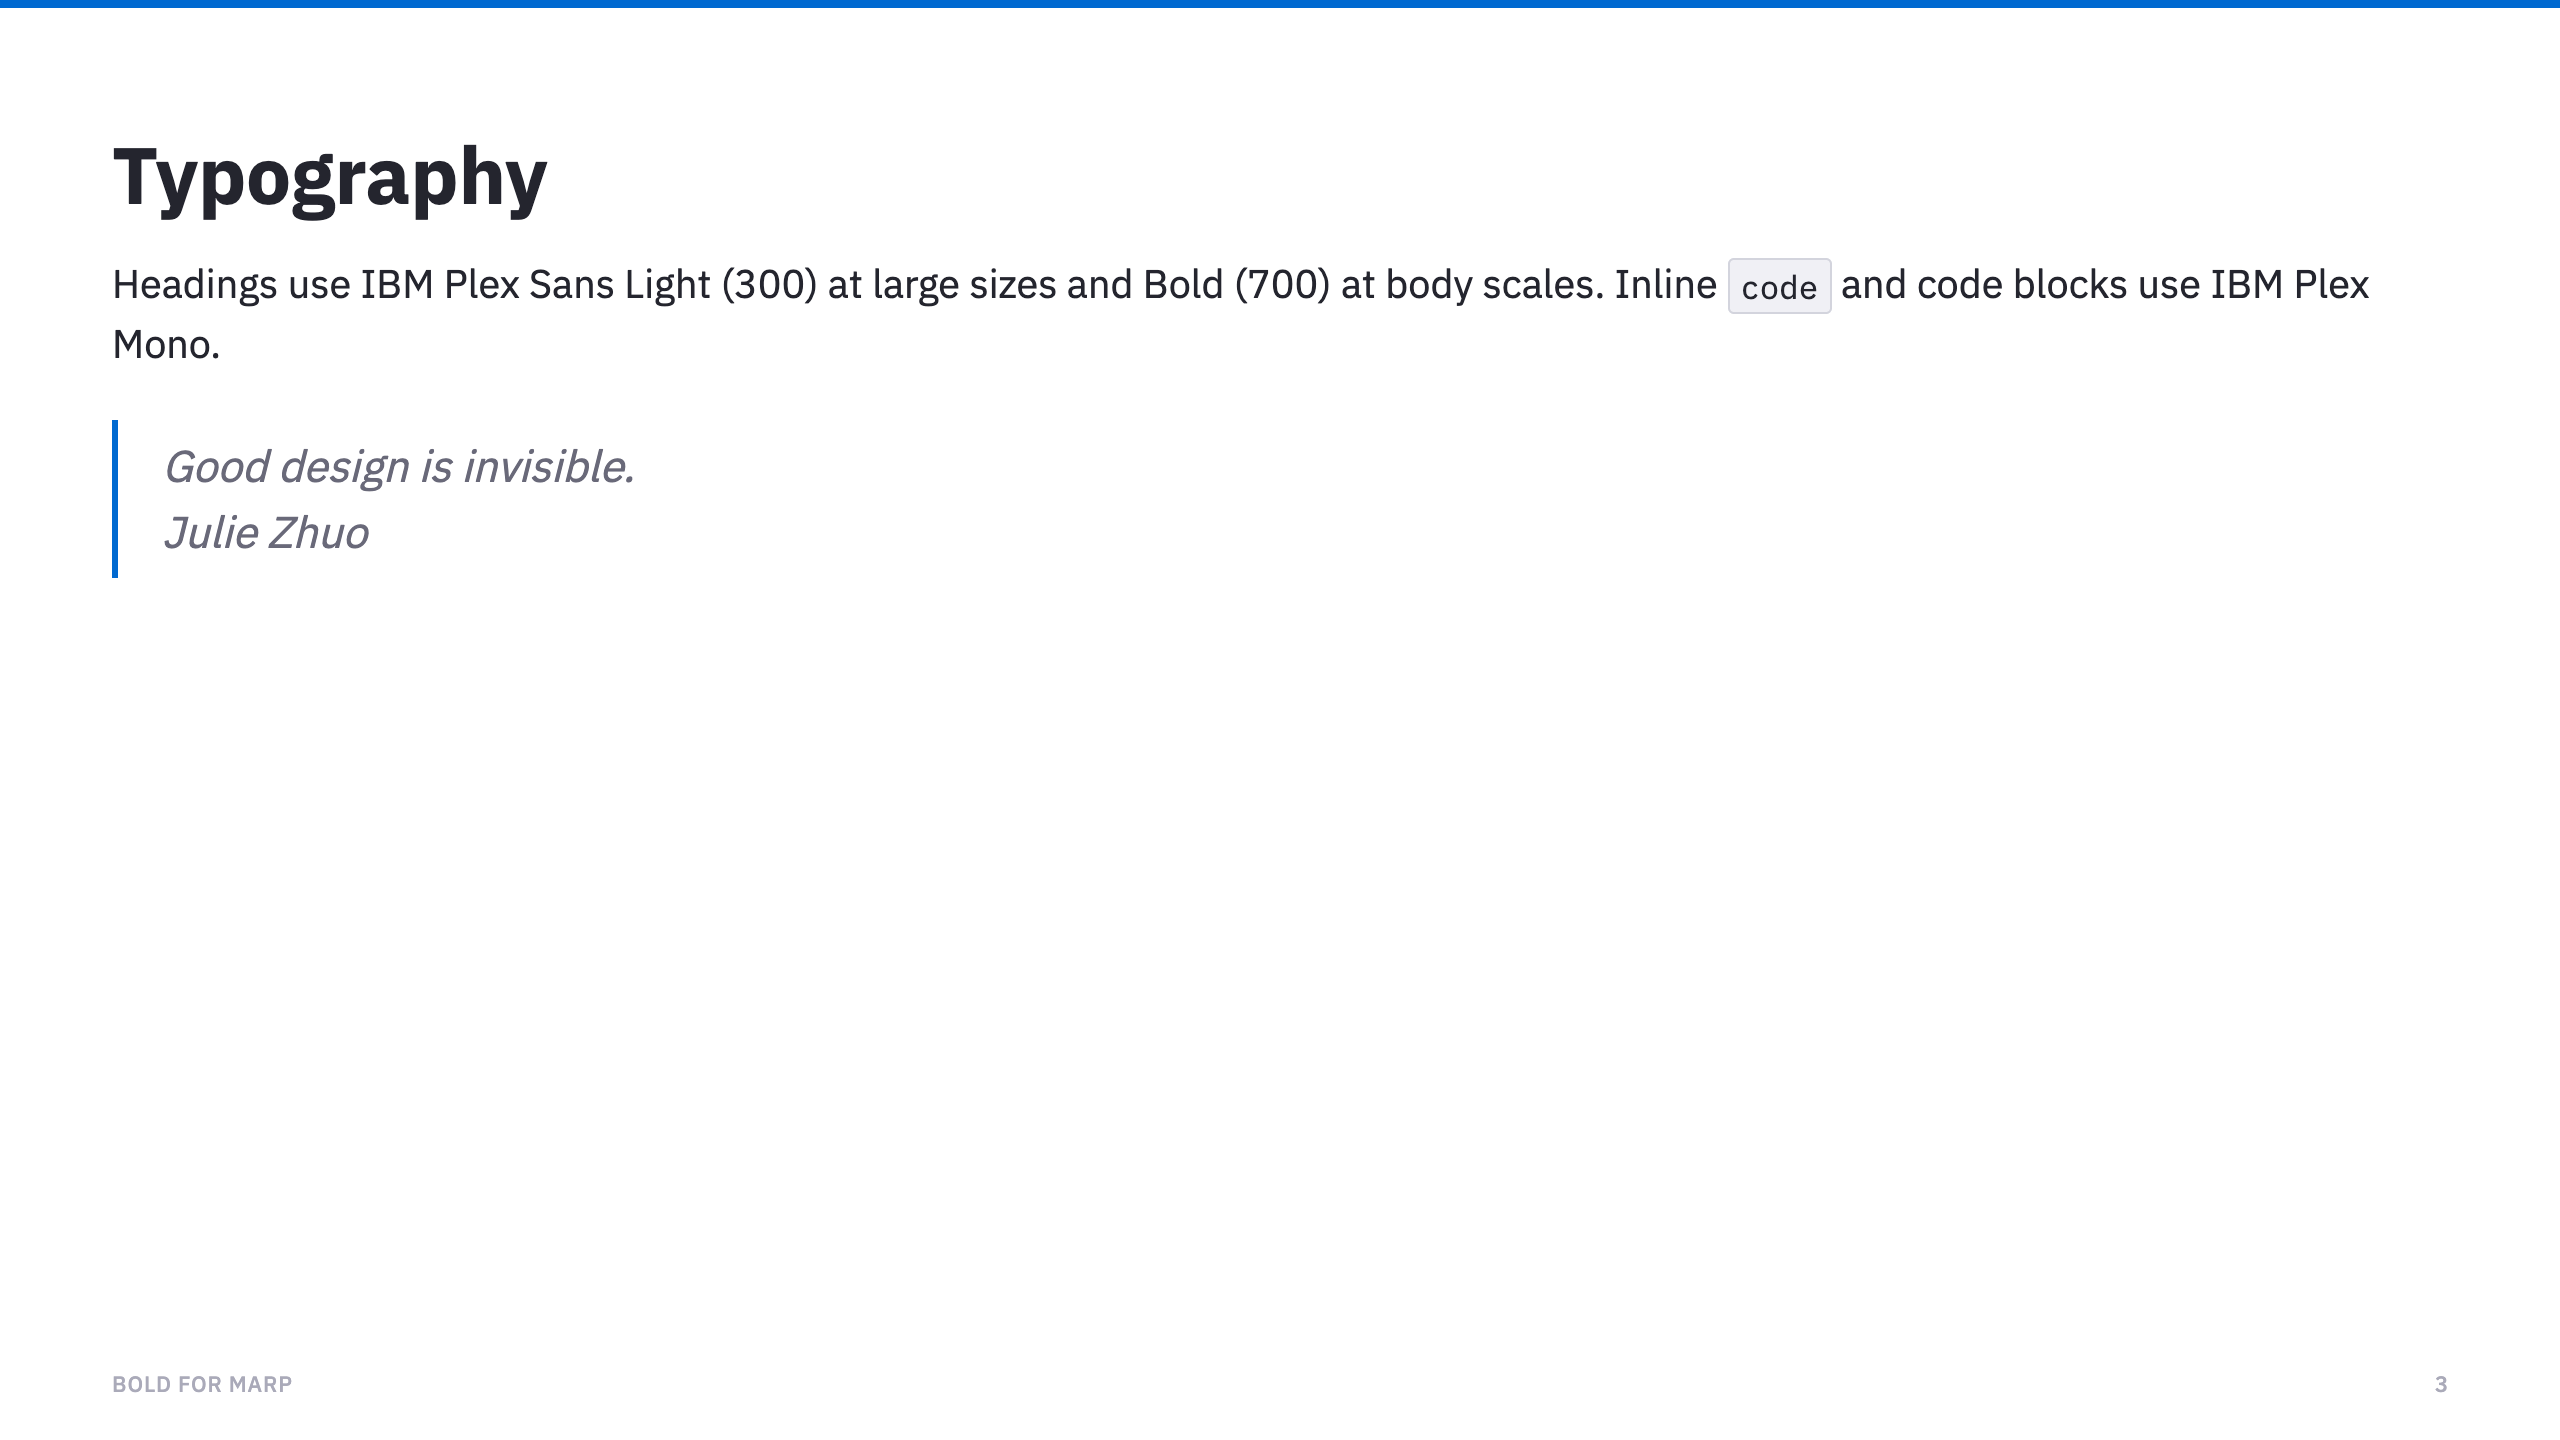 Typography
Headings use IBM Plex Sans Light (300) at large sizes and Bold (700) at body scales. Inline code and code blocks use IBM Plex
Mono.
Good design is invisible.
Julie Zhuo
BOLD FOR MARP
3